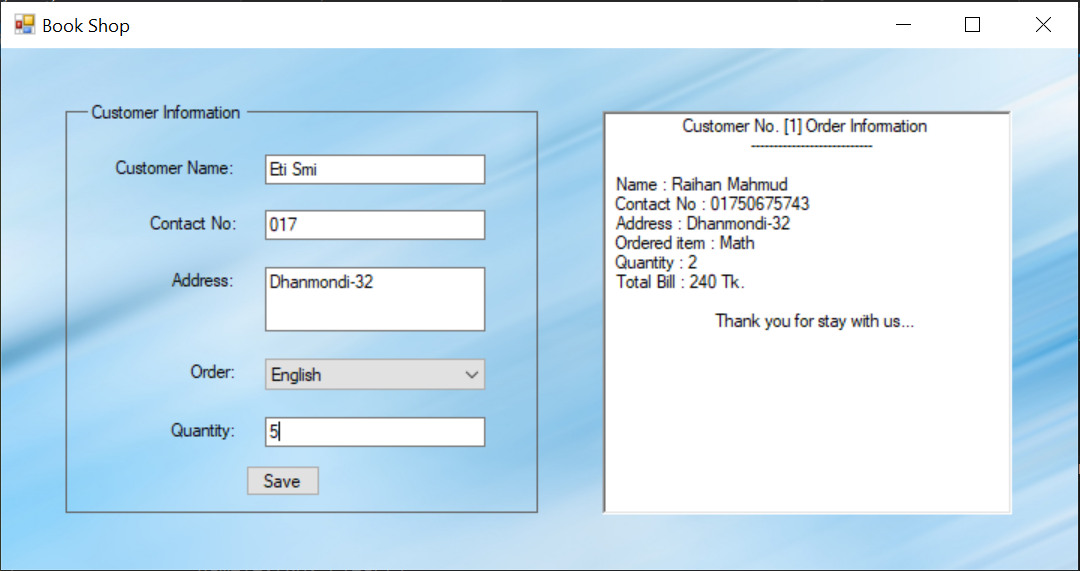 Book Shop
Customer Information
Customer Name: Eti Smi
Contact No: 017
Address: Dhanmondi-32
Order: English
Quantity: 5
Save
Customer No. [1] Order Information
---------------------------
Name : Raihan Mahmud
Contact No : 01750675743
Address : Dhanmondi-32
Ordered item : Math
Quantity : 2
Total Bill : 240 Tk.
Thank you for stay with us...